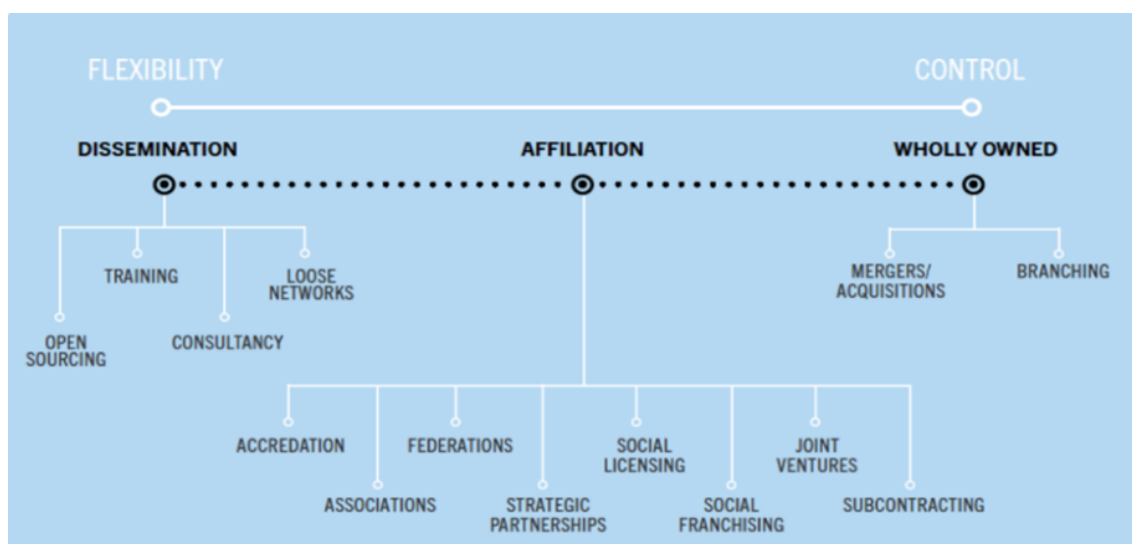 FLEXIBILITY
CONTROL
DISSEMINATION
AFFILIATION
WHOLLY OWNED
TRAINING
LOOSE
NETWORKS
OPEN
SOURCING
CONSULTANCY
MERGERS/
ACQUISITIONS
BRANCHING
ACCREDATION
FEDERATIONS
SOCIAL
LICENSING
JOINT
VENTURES
ASSOCIATIONS
STRATEGIC
PARTNERSHIPS
SOCIAL
FRANCHISING
SUBCONTRACTING